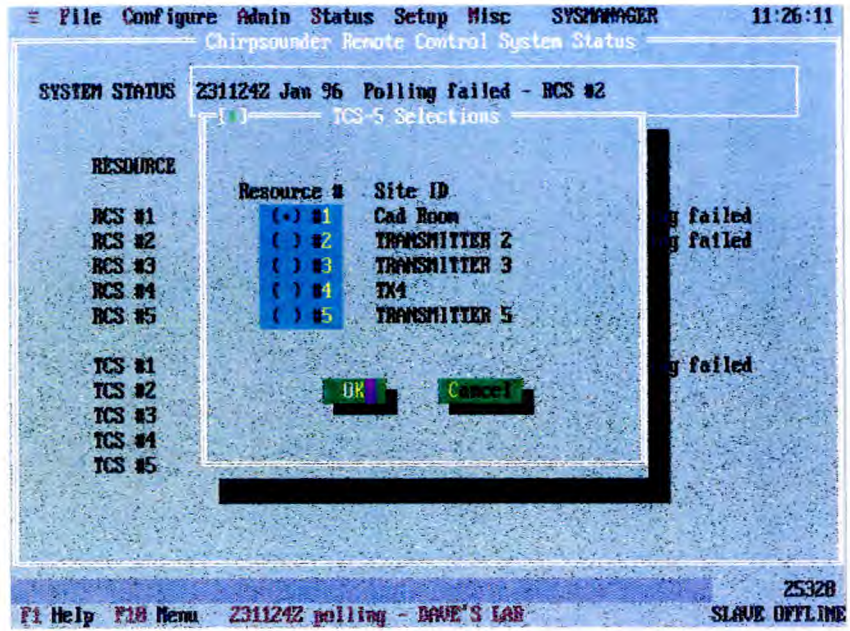 ≡ File Configure Admin Status Setup Misc SYSMANAGER 11:26:11
Chirpsounder Remote Control System Status
SYSTEM STATUS 231124Z Jan 96 Polling failed - RCS #2
TCS-5 Selections
RESOURCE
Resource # Site ID
RCS #1 (•) #1 Cad Room g failed
RCS #2 ( ) #2 TRANSMITTER 2 g failed
RCS #3 ( ) #3 TRANSMITTER 3
RCS #4 ( ) #4 TX4
RCS #5 ( ) #5 TRANSMITTER 5
TCS #1 g failed
TCS #2 OK Cancel
TCS #3
TCS #4
TCS #5
25328
F1 Help F10 Menu 231124Z polling - DAVE'S LAB SLAVE OFFLINE